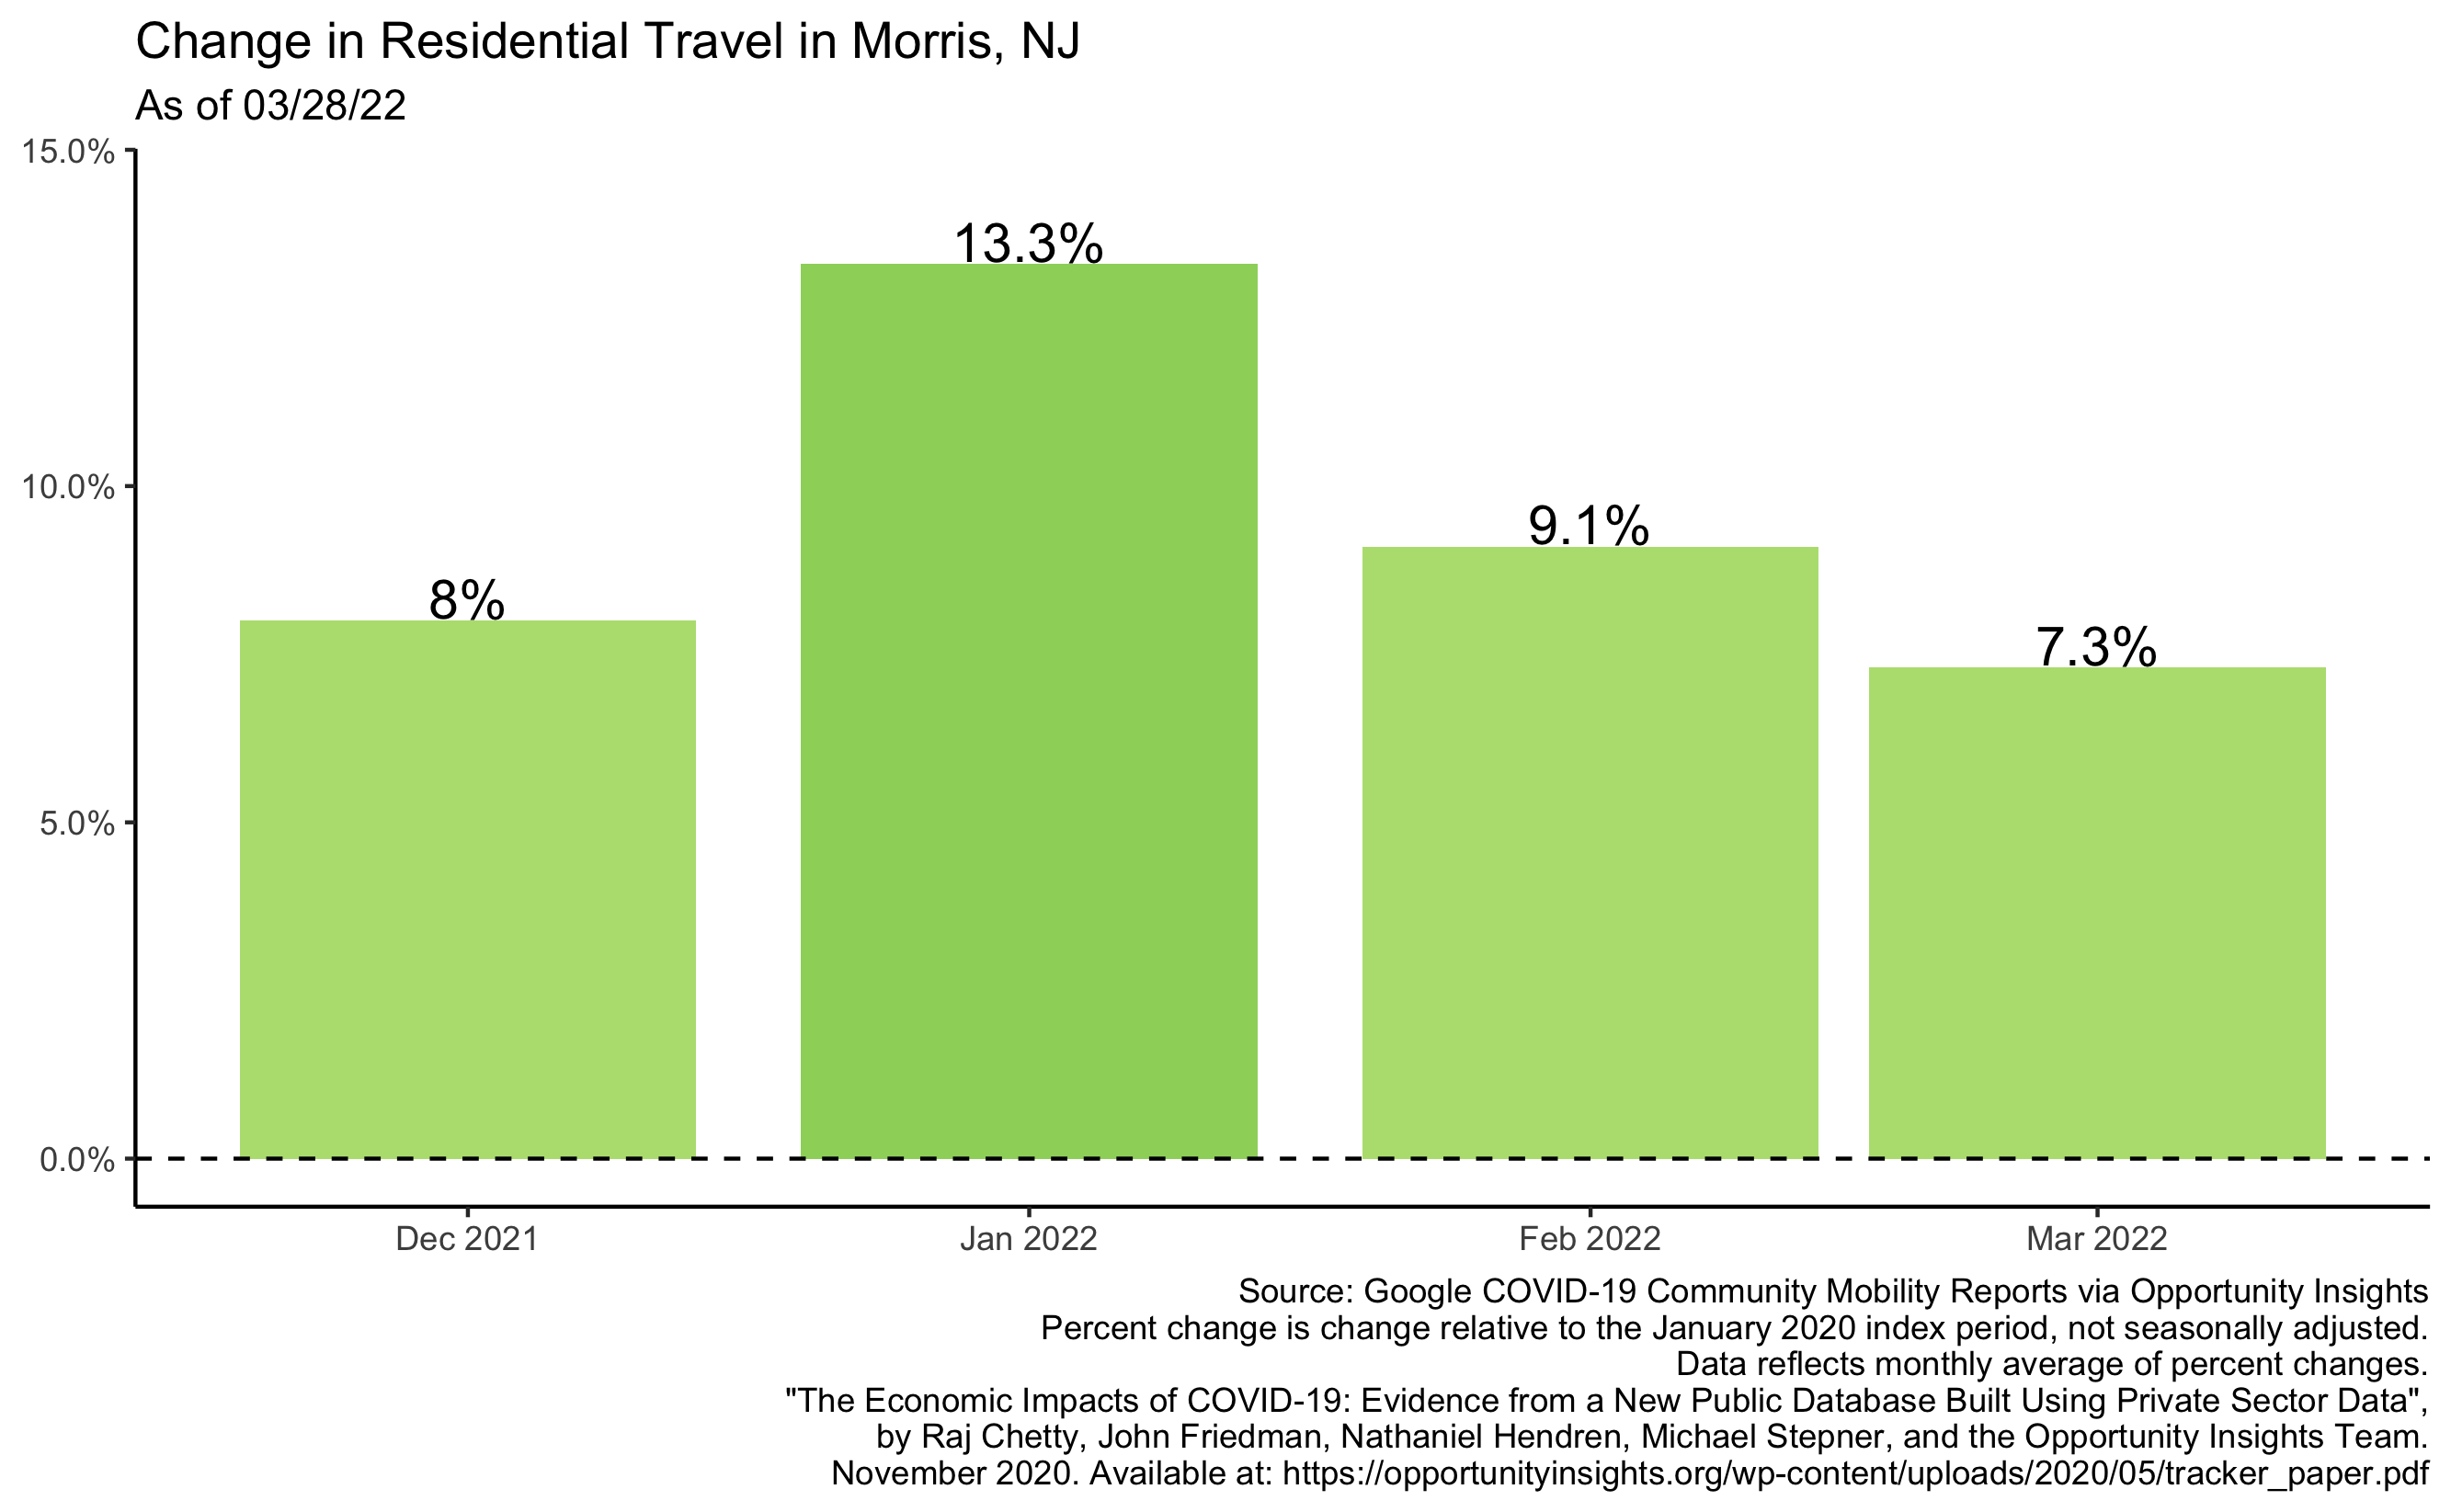 Change in Residential Travel in Morris, NJ
As of 03/28/22
15.0%
10.0%
5.0%
0.0%
8%
13.3%
9.1%
7.3%
Dec 2021
Jan 2022
Feb 2022
Mar 2022
Source: Google COVID-19 Community Mobility Reports via Opportunity Insights
Percent change is change relative to the January 2020 index period, not seasonally adjusted.
Data reflects monthly average of percent changes.
"The Economic Impacts of COVID-19: Evidence from a New Public Database Built Using Private Sector Data",
by Raj Chetty, John Friedman, Nathaniel Hendren, Michael Stepner, and the Opportunity Insights Team.
November 2020. Available at: https://opportunityinsights.org/wp-content/uploads/2020/05/tracker_paper.pdf